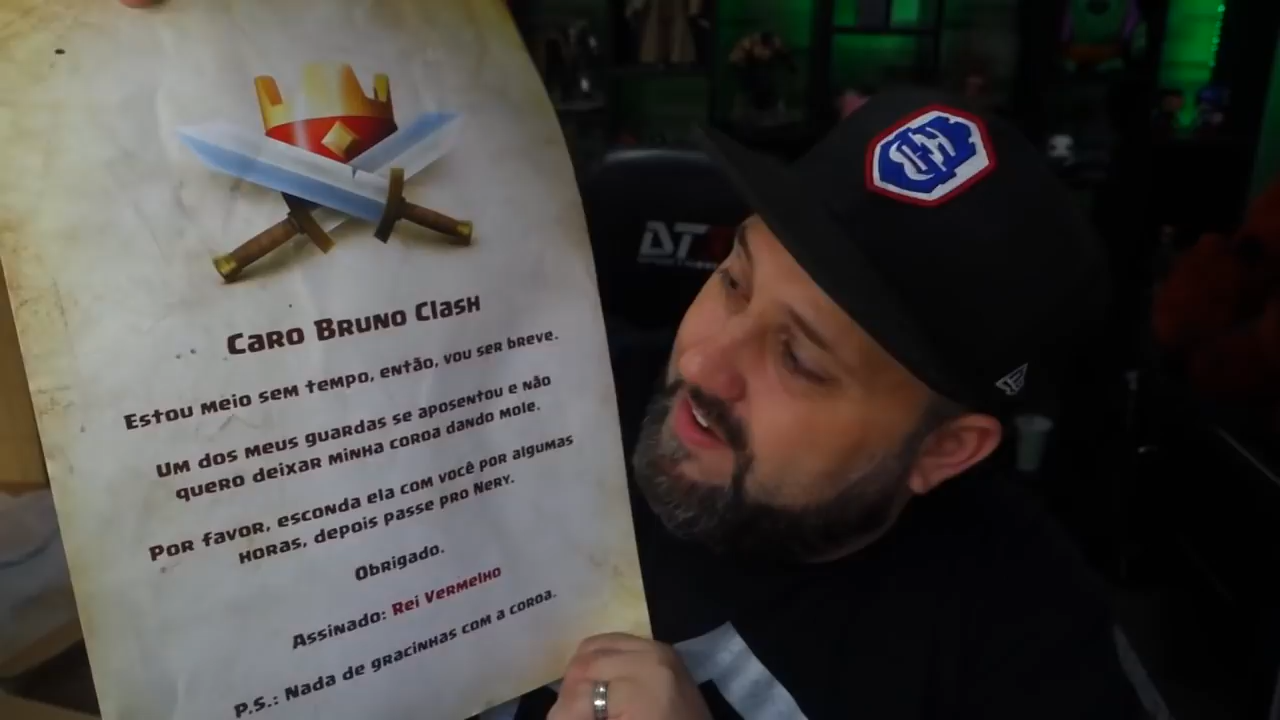 Caro Bruno Clash
Estou meio sem tempo, então, vou ser breve.
Um dos meus guardas se aposentou e não
quero deixar minha coroa dando mole.
Por favor, esconda ela com você por algumas
horas, depois passe pro Nery.
Obrigado.
Assinado: Rei Vermelho
P.S.: Nada de gracinhas com a coroa.
DT